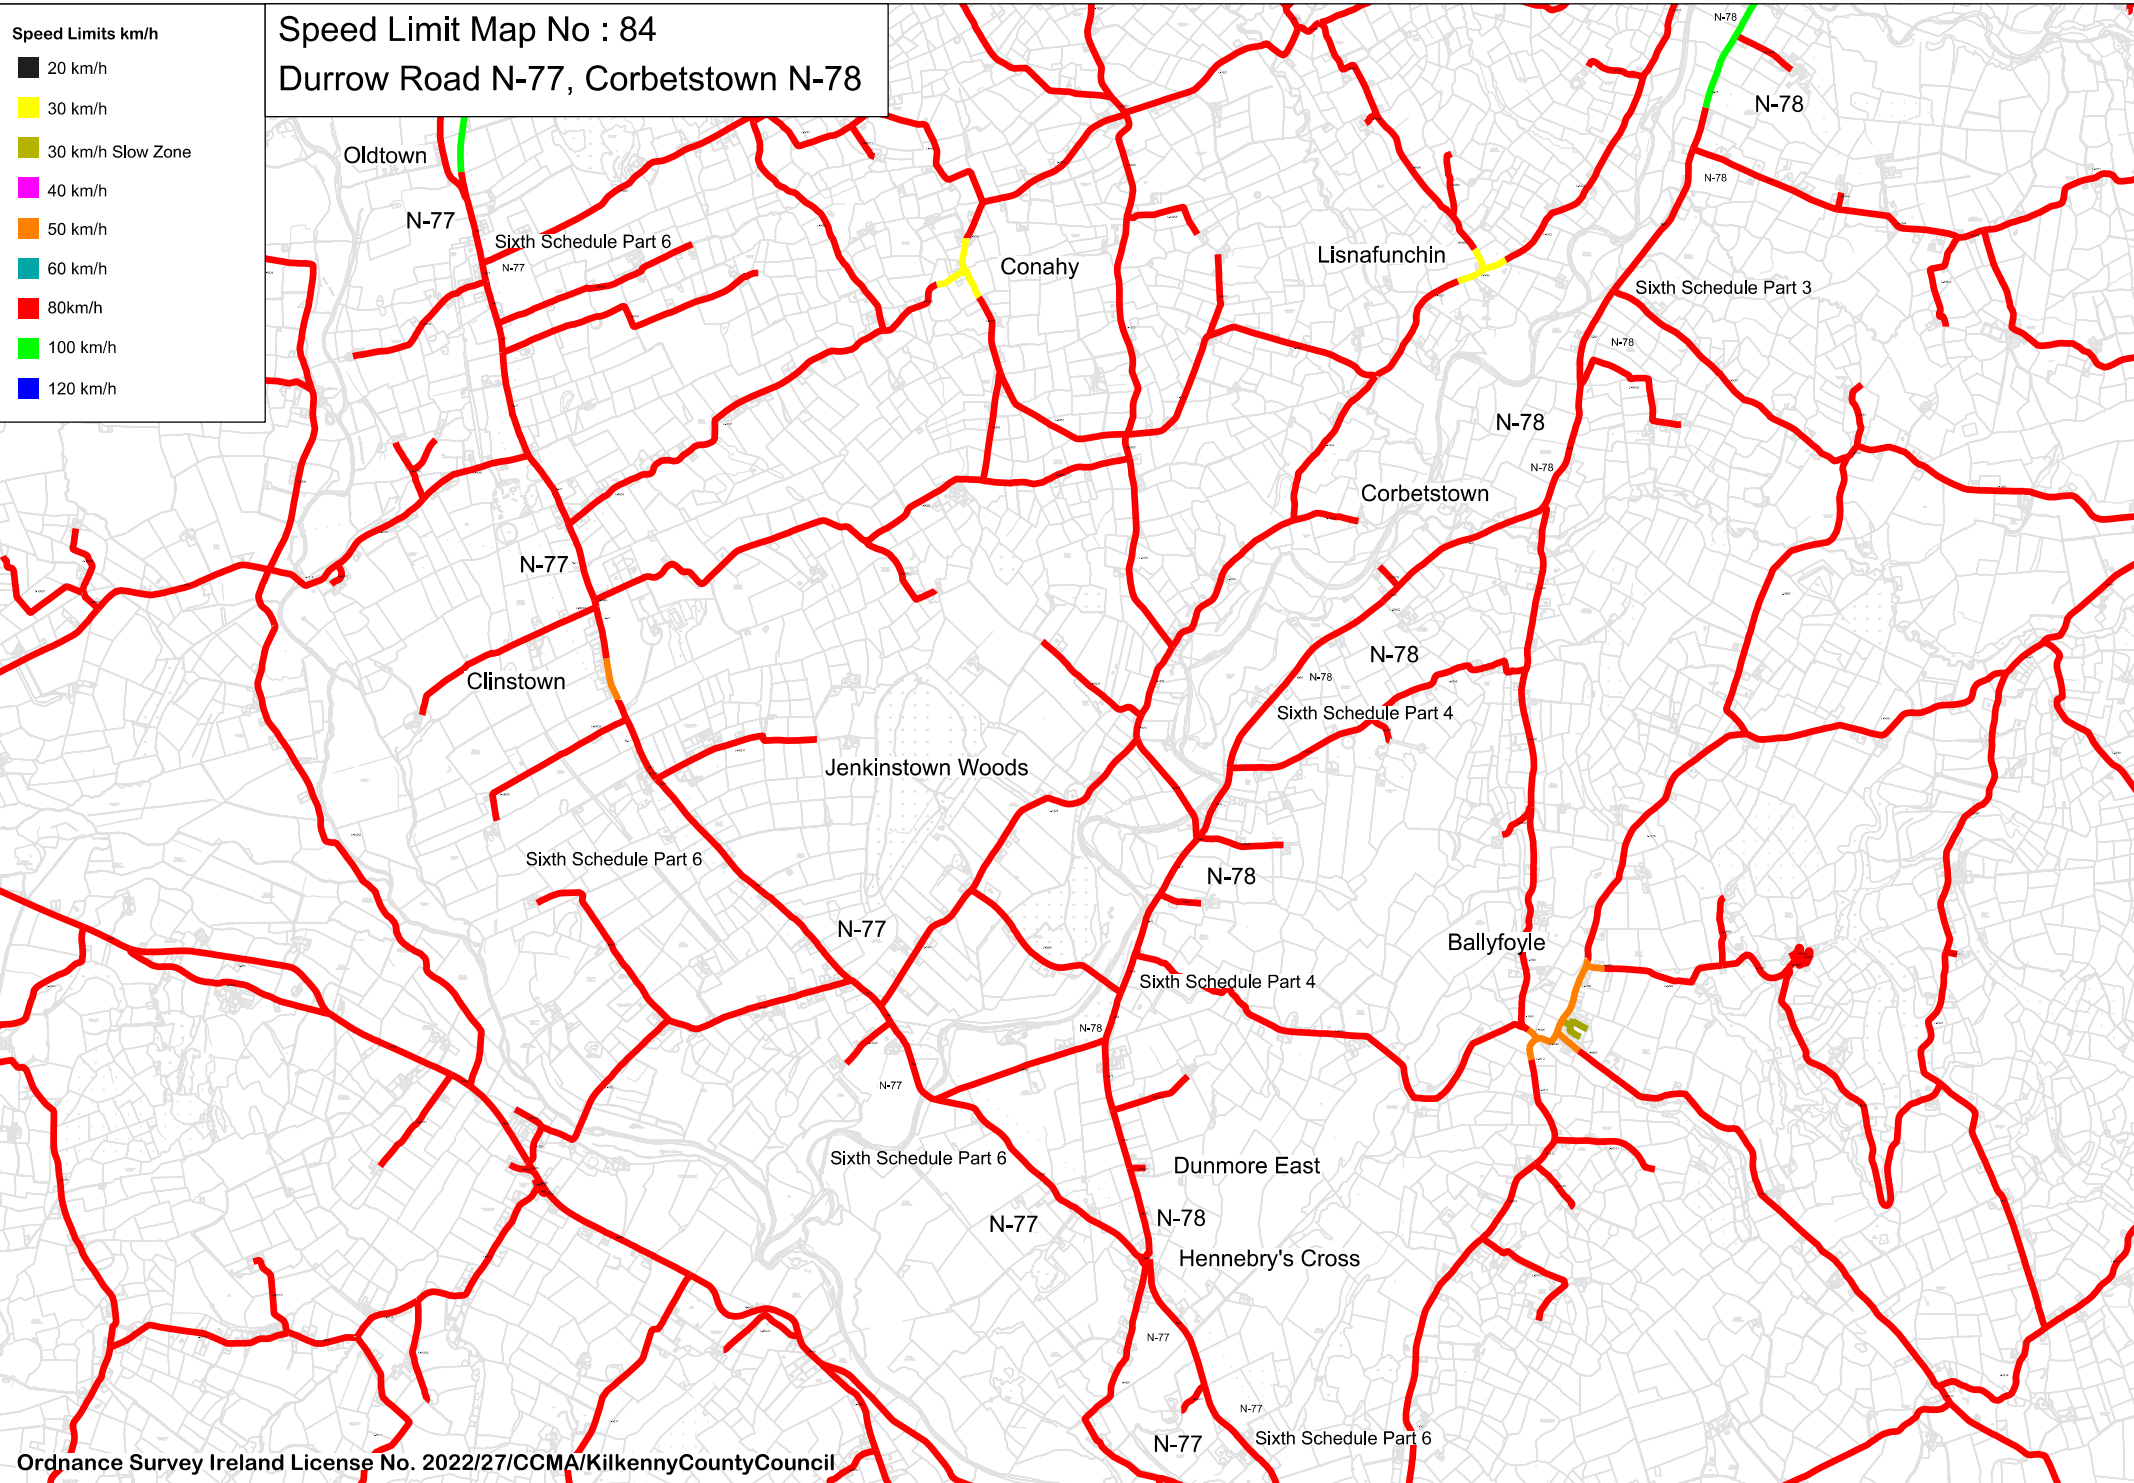 Speed Limits km/h
20 km/h
30 km/h
30 km/h Slow Zone
40 km/h
50 km/h
60 km/h
80km/h
100 km/h
120 km/h
Speed Limit Map No : 84
Durrow Road N-77, Corbetstown N-78
N-78
N-78
Oldtown
N-78
N-77
Sixth Schedule Part 6
N-77
Conahy
Lisnafunchin
Sixth Schedule Part 3
N-78
N-78
N-78
Corbetstown
N-77
N-78
N-78
Clinstown
Sixth Schedule Part 4
Jenkinstown Woods
Sixth Schedule Part 6
N-78
N-77
Ballyfoyle
Sixth Schedule Part 4
N-78
N-77
Sixth Schedule Part 6
Dunmore East
N-77
N-78
Hennebry's Cross
N-77
N-77
N-77
Sixth Schedule Part 6
Ordnance Survey Ireland License No. 2022/27/CCMA/KilkennyCountyCouncil